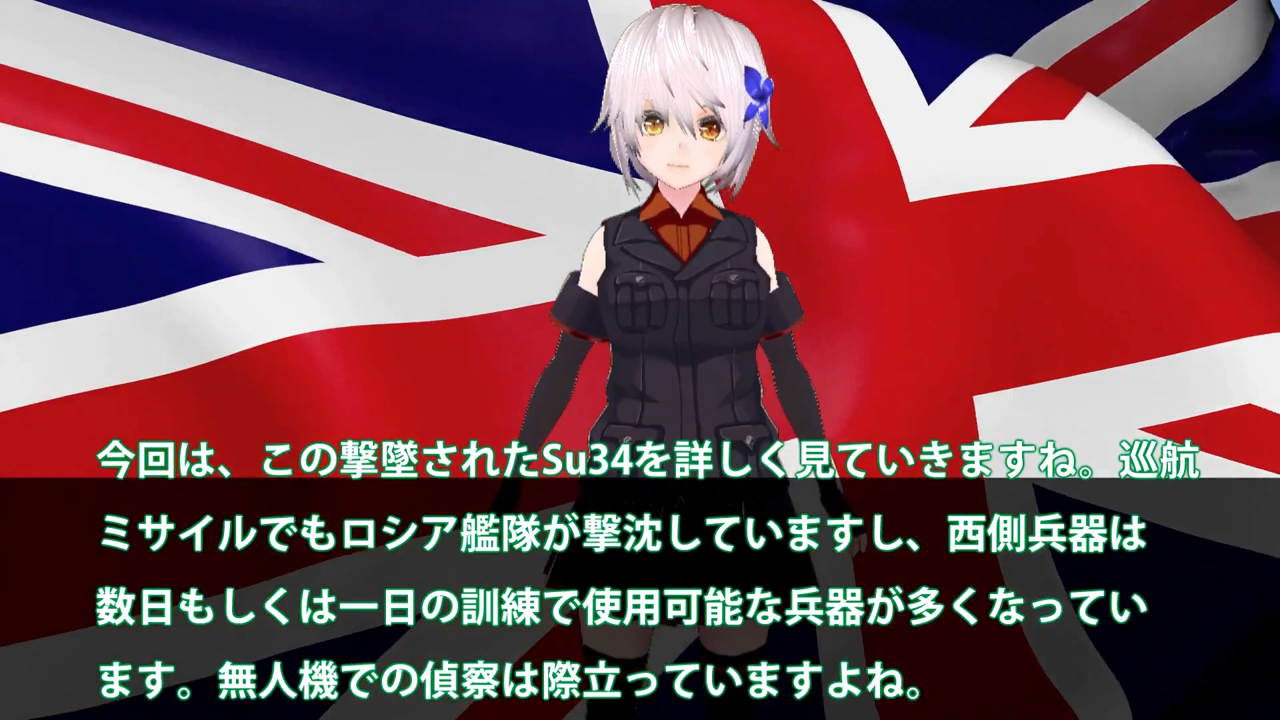 今回は、この撃墜されたSu34を詳しく見ていきますね。巡航
ミサイルでもロシア艦隊が撃沈していますし、西側兵器は
数日もしくは一日の訓練で使用可能な兵器が多くなってい
ます。無人機での偵察は際立っていますよね。